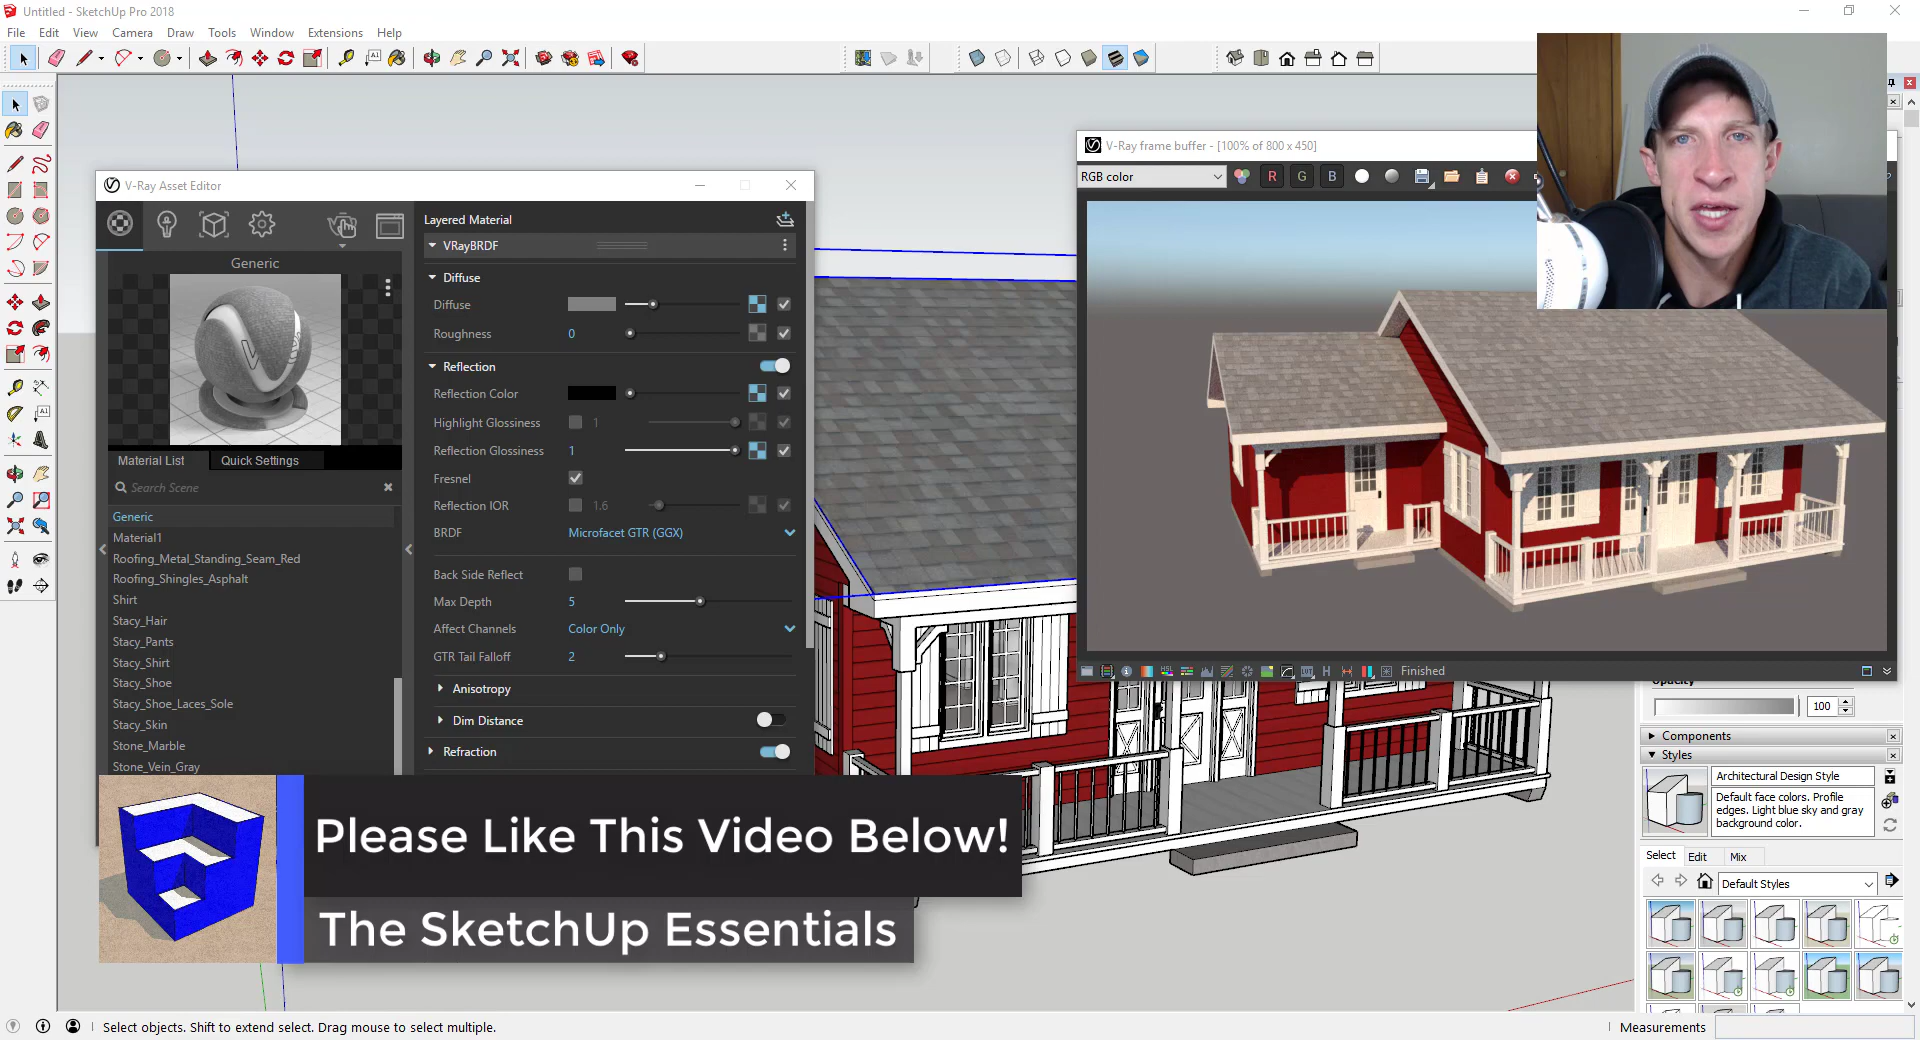 Untitled - SketchUp Pro 2018
File Edit View Camera Draw Tools Window Extensions Help
V-Ray frame buffer - [100% of 800 x 450]
RGB color
R G B
V-Ray Asset Editor
Layered Material
VRayBRDF
Generic
Diffuse
Diffuse
Roughness 0
Reflection
Reflection Color
Highlight Glossiness 1
Reflection Glossiness 1
Fresnel
Reflection IOR 1.6
BRDF Microfacet GTR (GGX)
Back Side Reflect
Max Depth 5
Affect Channels Color Only
GTR Tail Falloff 2
Anisotropy
Dim Distance
Refraction
Material List Quick Settings
Search Scene
Generic
Material1
Roofing_Metal_Standing_Seam_Red
Roofing_Shingles_Asphalt
Shirt
Stacy_Hair
Stacy_Pants
Stacy_Shirt
Stacy_Shoe
Stacy_Shoe_Laces_Sole
Stacy_Skin
Stone_Marble
Stone_Vein_Gray
Finished
Opacity
100
Components
Styles
Architectural Design Style
Default face colors. Profile
edges. Light blue sky and gray
background color.
Select Edit Mix
Default Styles
Please Like This Video Below!
The SketchUp Essentials
Select objects. Shift to extend select. Drag mouse to select multiple.
Measurements